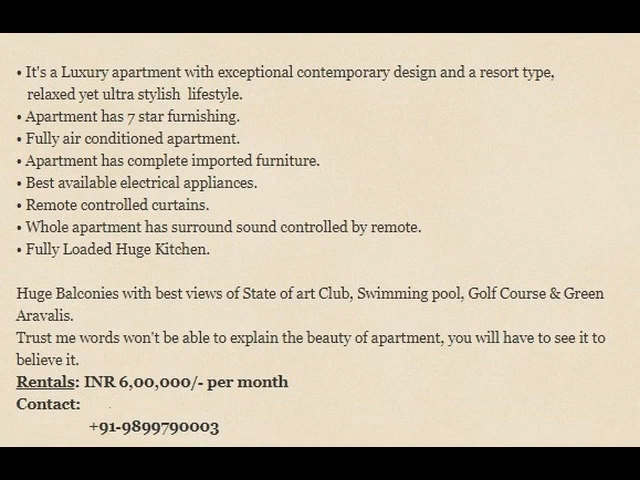 • It's a Luxury apartment with exceptional contemporary design and a resort type,
relaxed yet ultra stylish lifestyle.
• Apartment has 7 star furnishing.
• Fully air conditioned apartment.
• Apartment has complete imported furniture.
• Best available electrical appliances.
• Remote controlled curtains.
• Whole apartment has surround sound controlled by remote.
• Fully Loaded Huge Kitchen.
Huge Balconies with best views of State of art Club, Swimming pool, Golf Course & Green
Aravalis.
Trust me words won't be able to explain the beauty of apartment, you will have to see it to
believe it.
Rentals: INR 6,00,000/- per month
Contact:
+91-9899790003